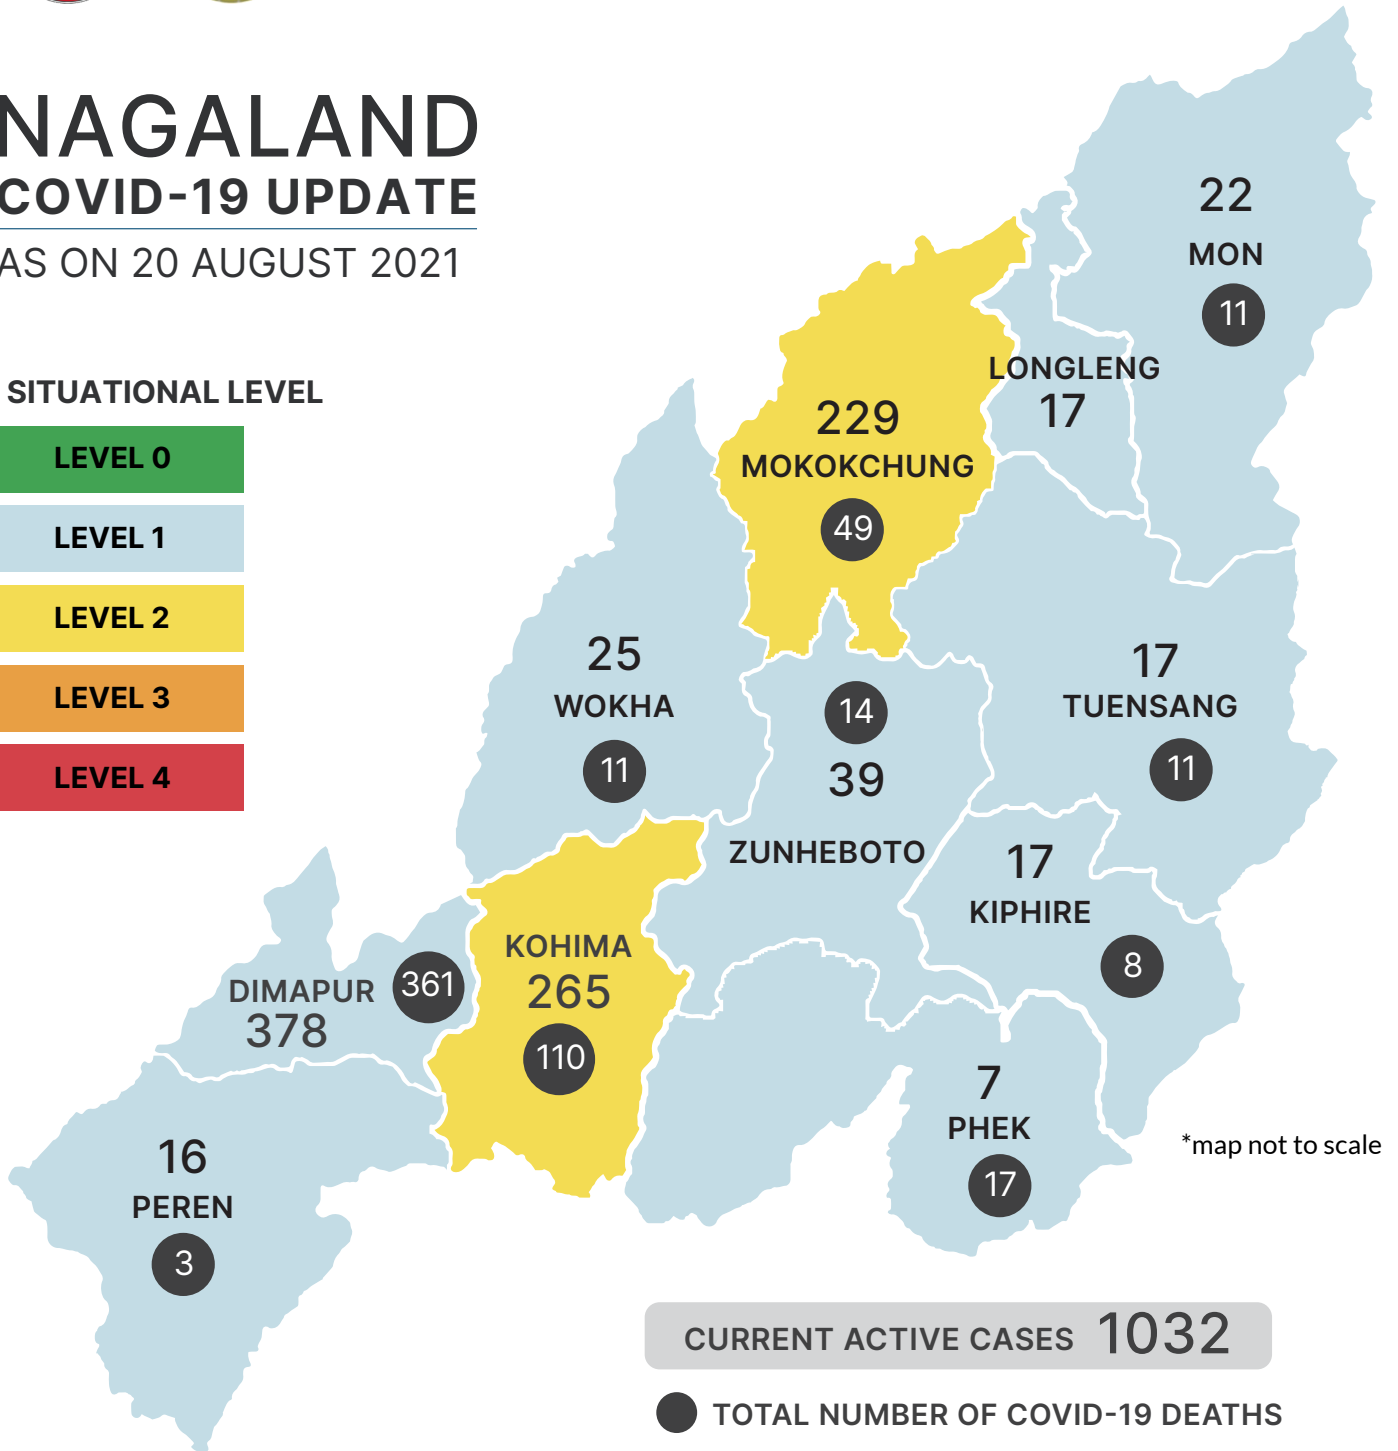 NAGALAND
COVID-19 UPDATE
AS ON 20 AUGUST 2021
SITUATIONAL LEVEL
LEVEL 0
LEVEL 1
LEVEL 2
LEVEL 3
LEVEL 4
22
MON
11
LONGLENG
17
229
MOKOKCHUNG
49
25
WOKHA
11
14
39
ZUNHEBOTO
17
TUENSANG
11
17
KIPHIRE
8
DIMAPUR
361
378
KOHIMA
265
110
7
PHEK
17
16
PEREN
3
*map not to scale
CURRENT ACTIVE CASES 1032
TOTAL NUMBER OF COVID-19 DEATHS